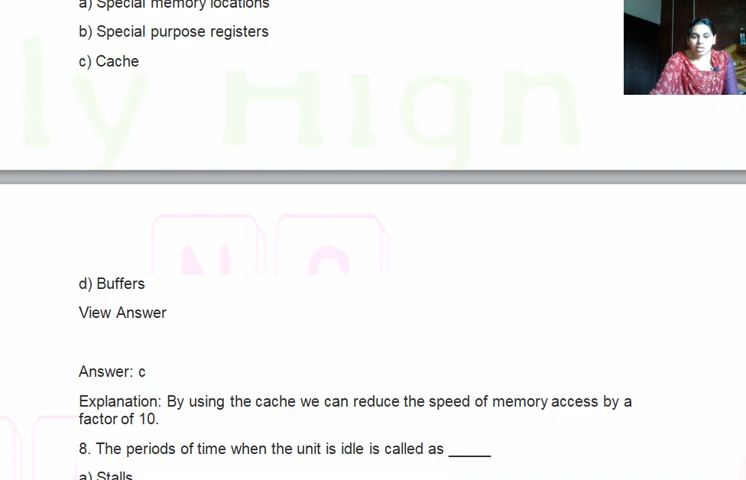 a) Special memory locations
b) Special purpose registers
c) Cache
ly Hign
d) Buffers
View Answer
Answer: c
Explanation: By using the cache we can reduce the speed of memory access by a
factor of 10.
8. The periods of time when the unit is idle is called as _____
a) Stalls